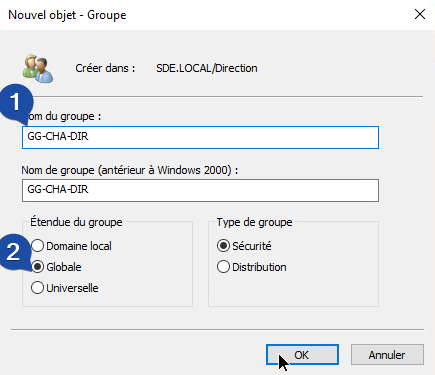 Nouvel objet - Groupe
Créer dans : SDE.LOCAL/Direction
1
om du groupe :
GG-CHA-DIR
Nom de groupe (antérieur à Windows 2000) :
GG-CHA-DIR
Étendue du groupe
Domaine local
2
Globale
Universelle
Type de groupe
Sécurité
Distribution
OK
Annuler